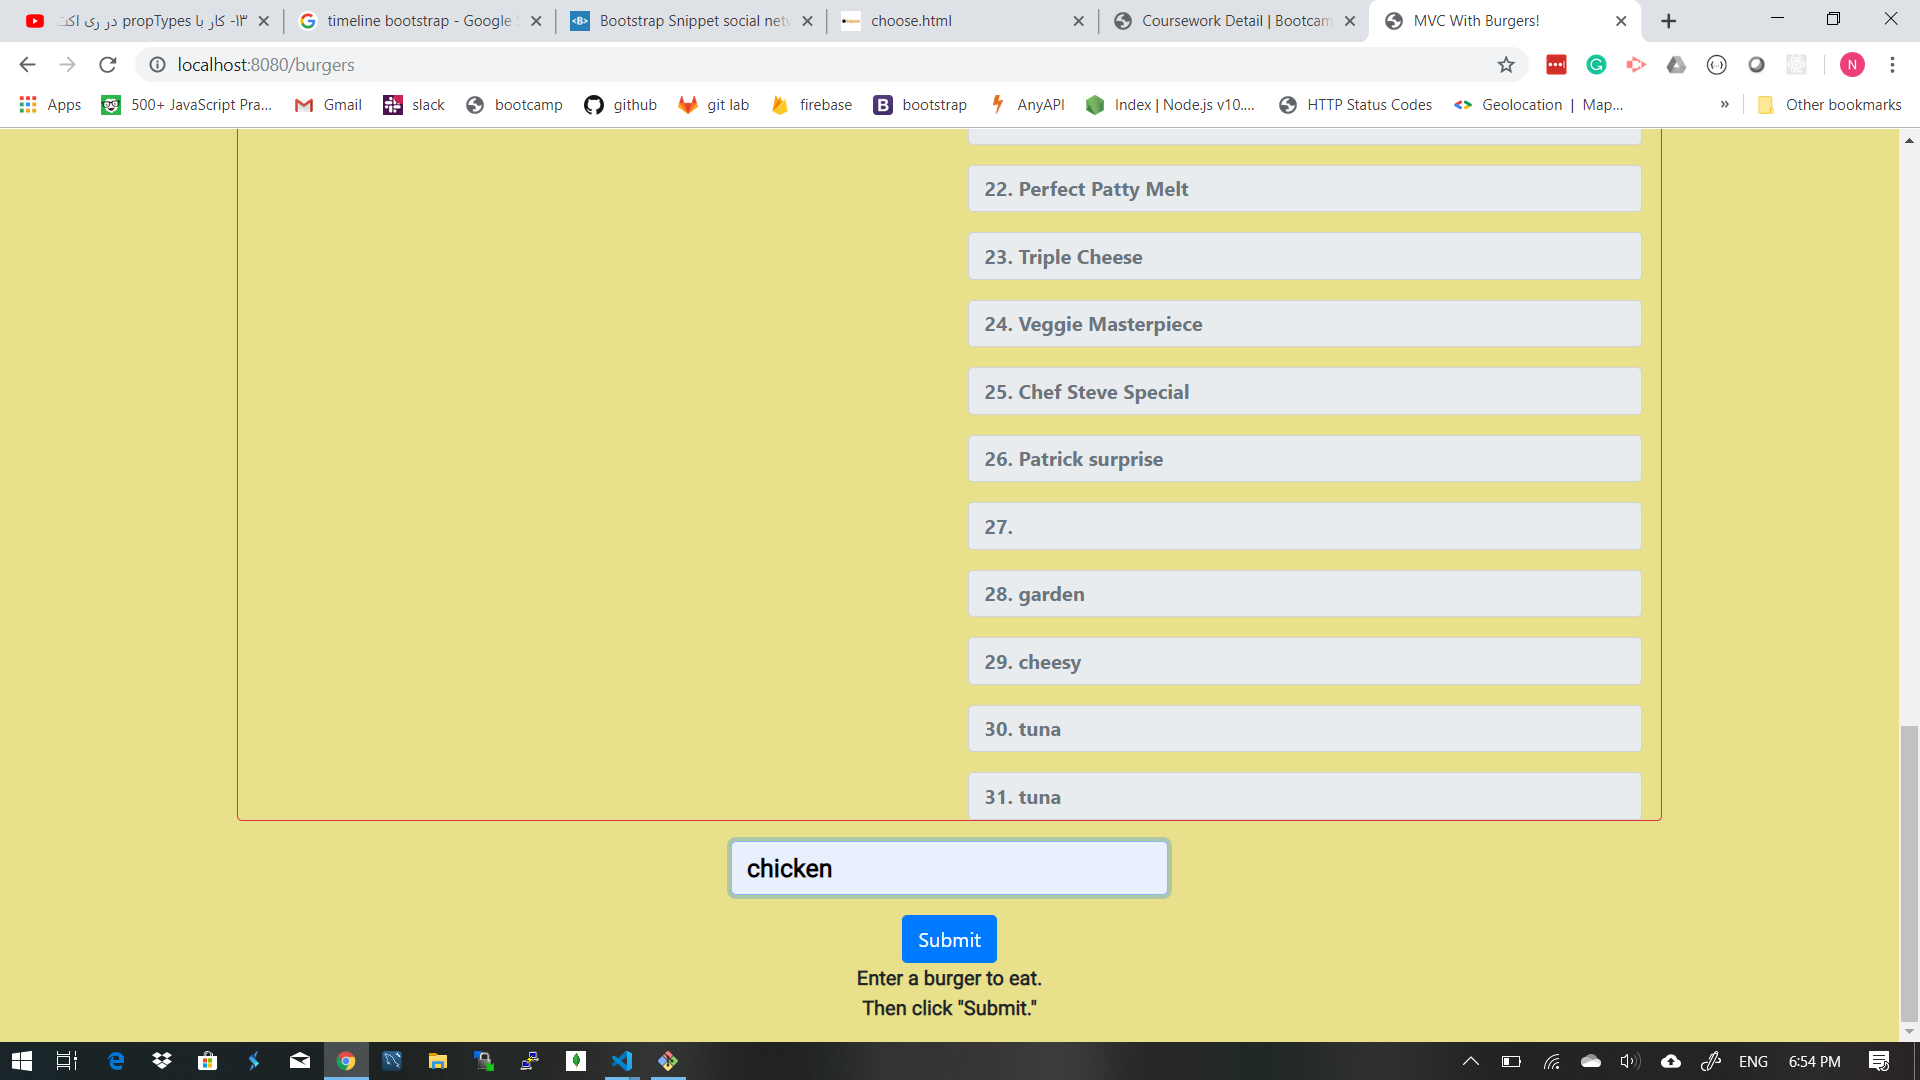 ۱۳- کار با propTypes در ری اکت
timeline bootstrap - Google S
Bootstrap Snippet social netw
choose.html
Coursework Detail | Bootcam
MVC With Burgers!
localhost:8080/burgers
N
Apps
500+ JavaScript Pra...
Gmail
slack
bootcamp
github
git lab
firebase
bootstrap
AnyAPI
Index | Node.js v10....
HTTP Status Codes
Geolocation | Map...
»
Other bookmarks
22. Perfect Patty Melt
23. Triple Cheese
24. Veggie Masterpiece
25. Chef Steve Special
26. Patrick surprise
27.
28. garden
29. cheesy
30. tuna
31. tuna
chicken
Submit
Enter a burger to eat.
Then click "Submit."
ENG
6:54 PM